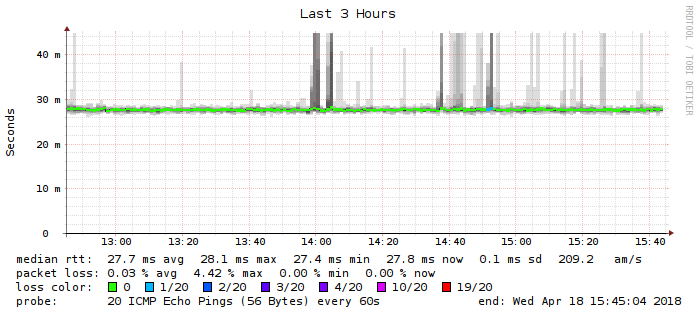 Last 3 Hours
RRDTOOL / TOBI OETIKER
Seconds
40 m
30 m
20 m
10 m
0
13:00 13:20 13:40 14:00 14:20 14:40 15:00 15:20 15:40
median rtt: 27.7 ms avg 28.1 ms max 27.4 ms min 27.8 ms now 0.1 ms sd 209.2 am/s
packet loss: 0.03 % avg 4.42 % max 0.00 % min 0.00 % now
loss color: 0 1/20 2/20 3/20 4/20 10/20 19/20
probe: 20 ICMP Echo Pings (56 Bytes) every 60s end: Wed Apr 18 15:45:04 2018